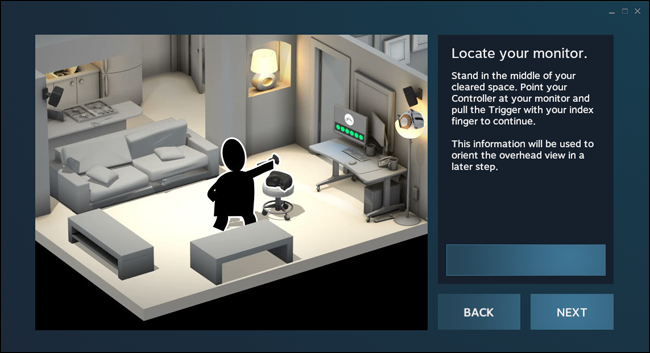 Locate your monitor.
Stand in the middle of your
cleared space. Point your
Controller at your monitor and
pull the Trigger with your index
finger to continue.
This information will be used to
orient the overhead view in a
later step.
BACK
NEXT